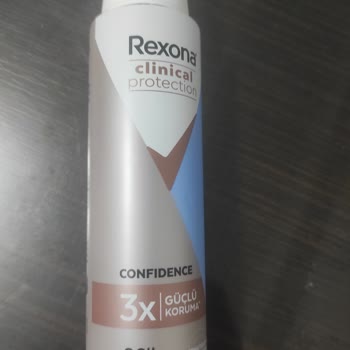 Rexona
clinical
protection
CONFIDENCE
3x GÜÇLÜ
KORUMA*